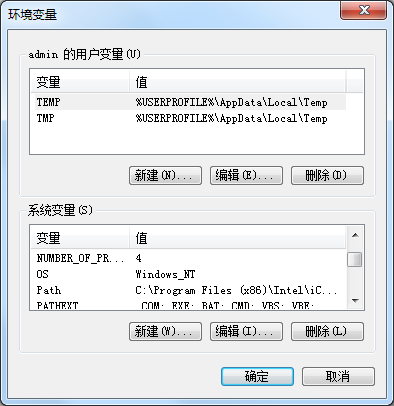 环境变量
admin 的用户变量(U)
变量 值
TEMP %USERPROFILE%\AppData\Local\Temp
TMP %USERPROFILE%\AppData\Local\Temp
新建(N)... 编辑(E)... 删除(D)
系统变量(S)
变量 值
NUMBER_OF_PR... 4
OS Windows_NT
Path C:\Program Files (x86)\Intel\iC...
PATHEXT .COM;.EXE;.BAT;.CMD;.VBS;.VBE;
新建(W)... 编辑(I)... 删除(L)
确定 取消